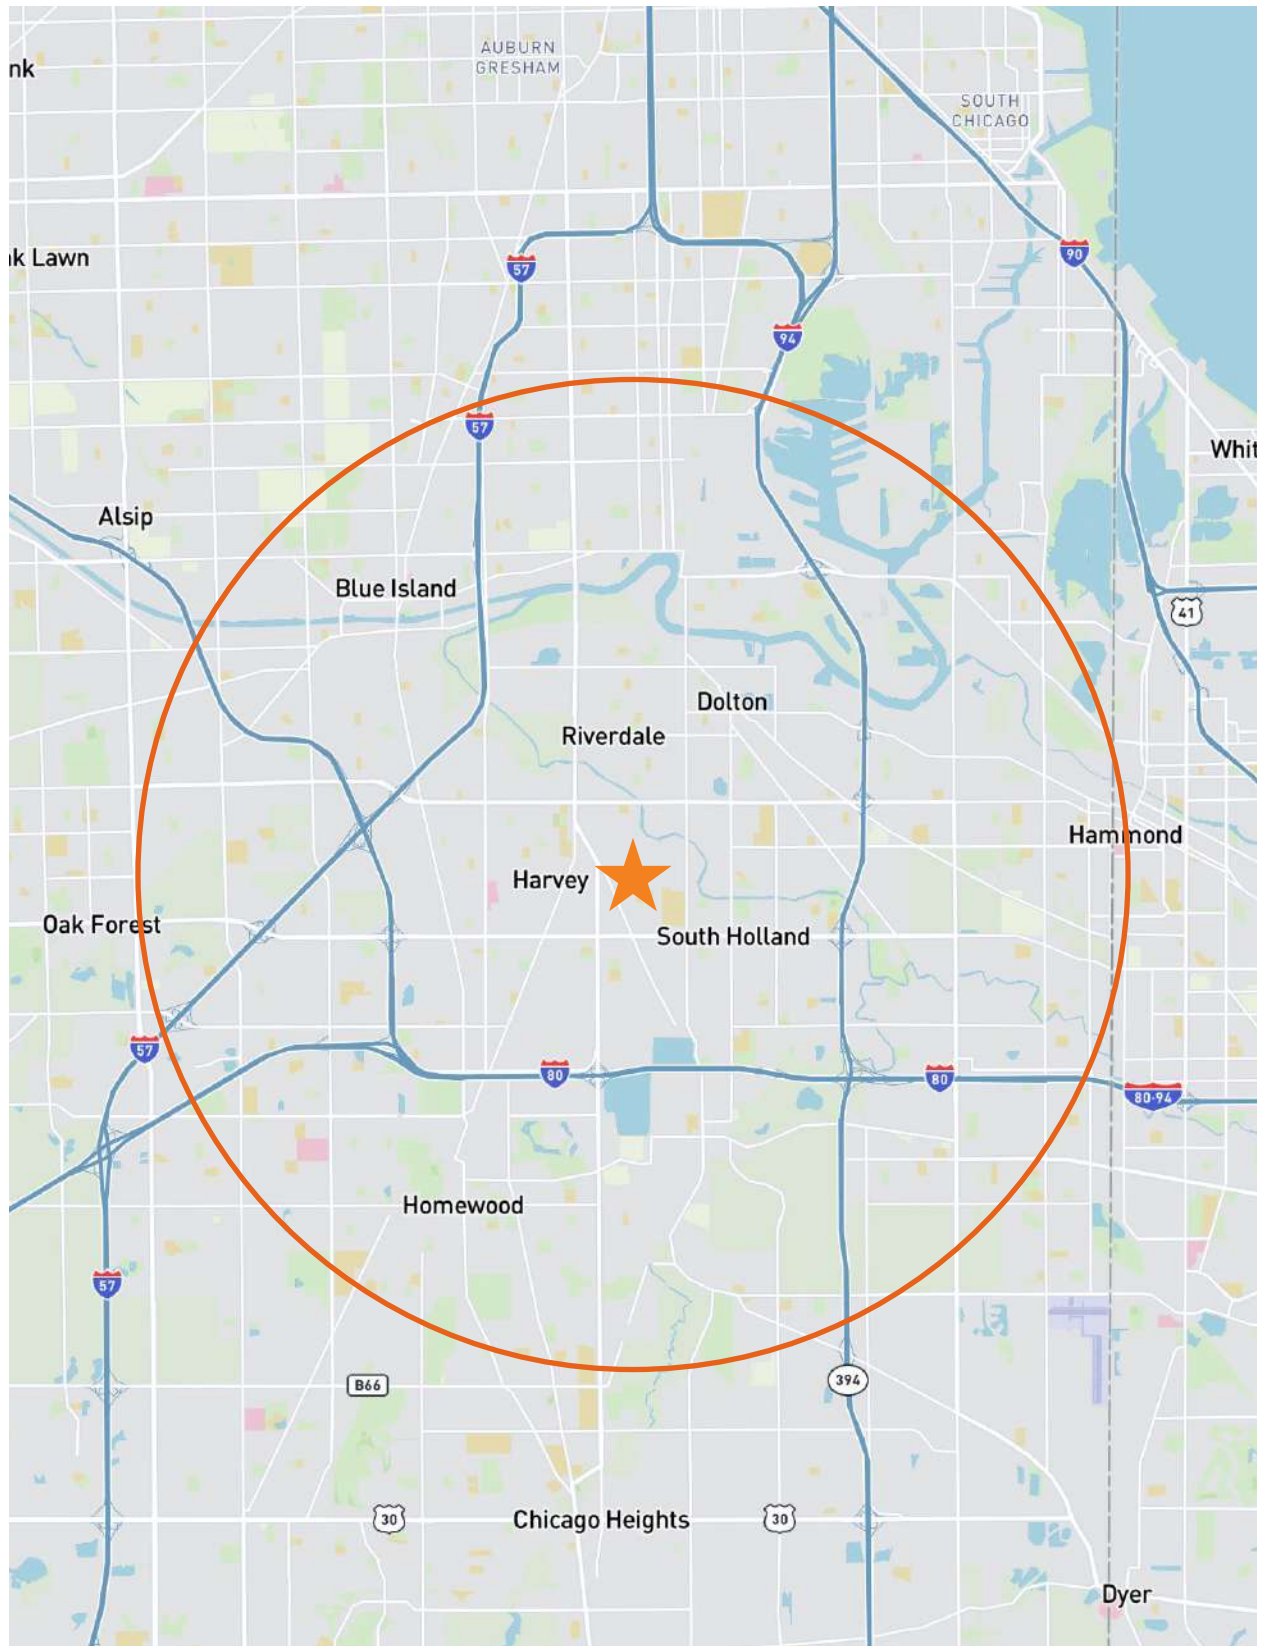 AUBURN
GRESHAM
nk
SOUTH
CHICAGO
k Lawn
57
90
94
57
Whit
Alsip
Blue Island
41
Dolton
Riverdale
Hammond
Harvey
Oak Forest
South Holland
57
80
80
80-94
Homewood
57
B66
394
30
Chicago Heights
30
Dyer